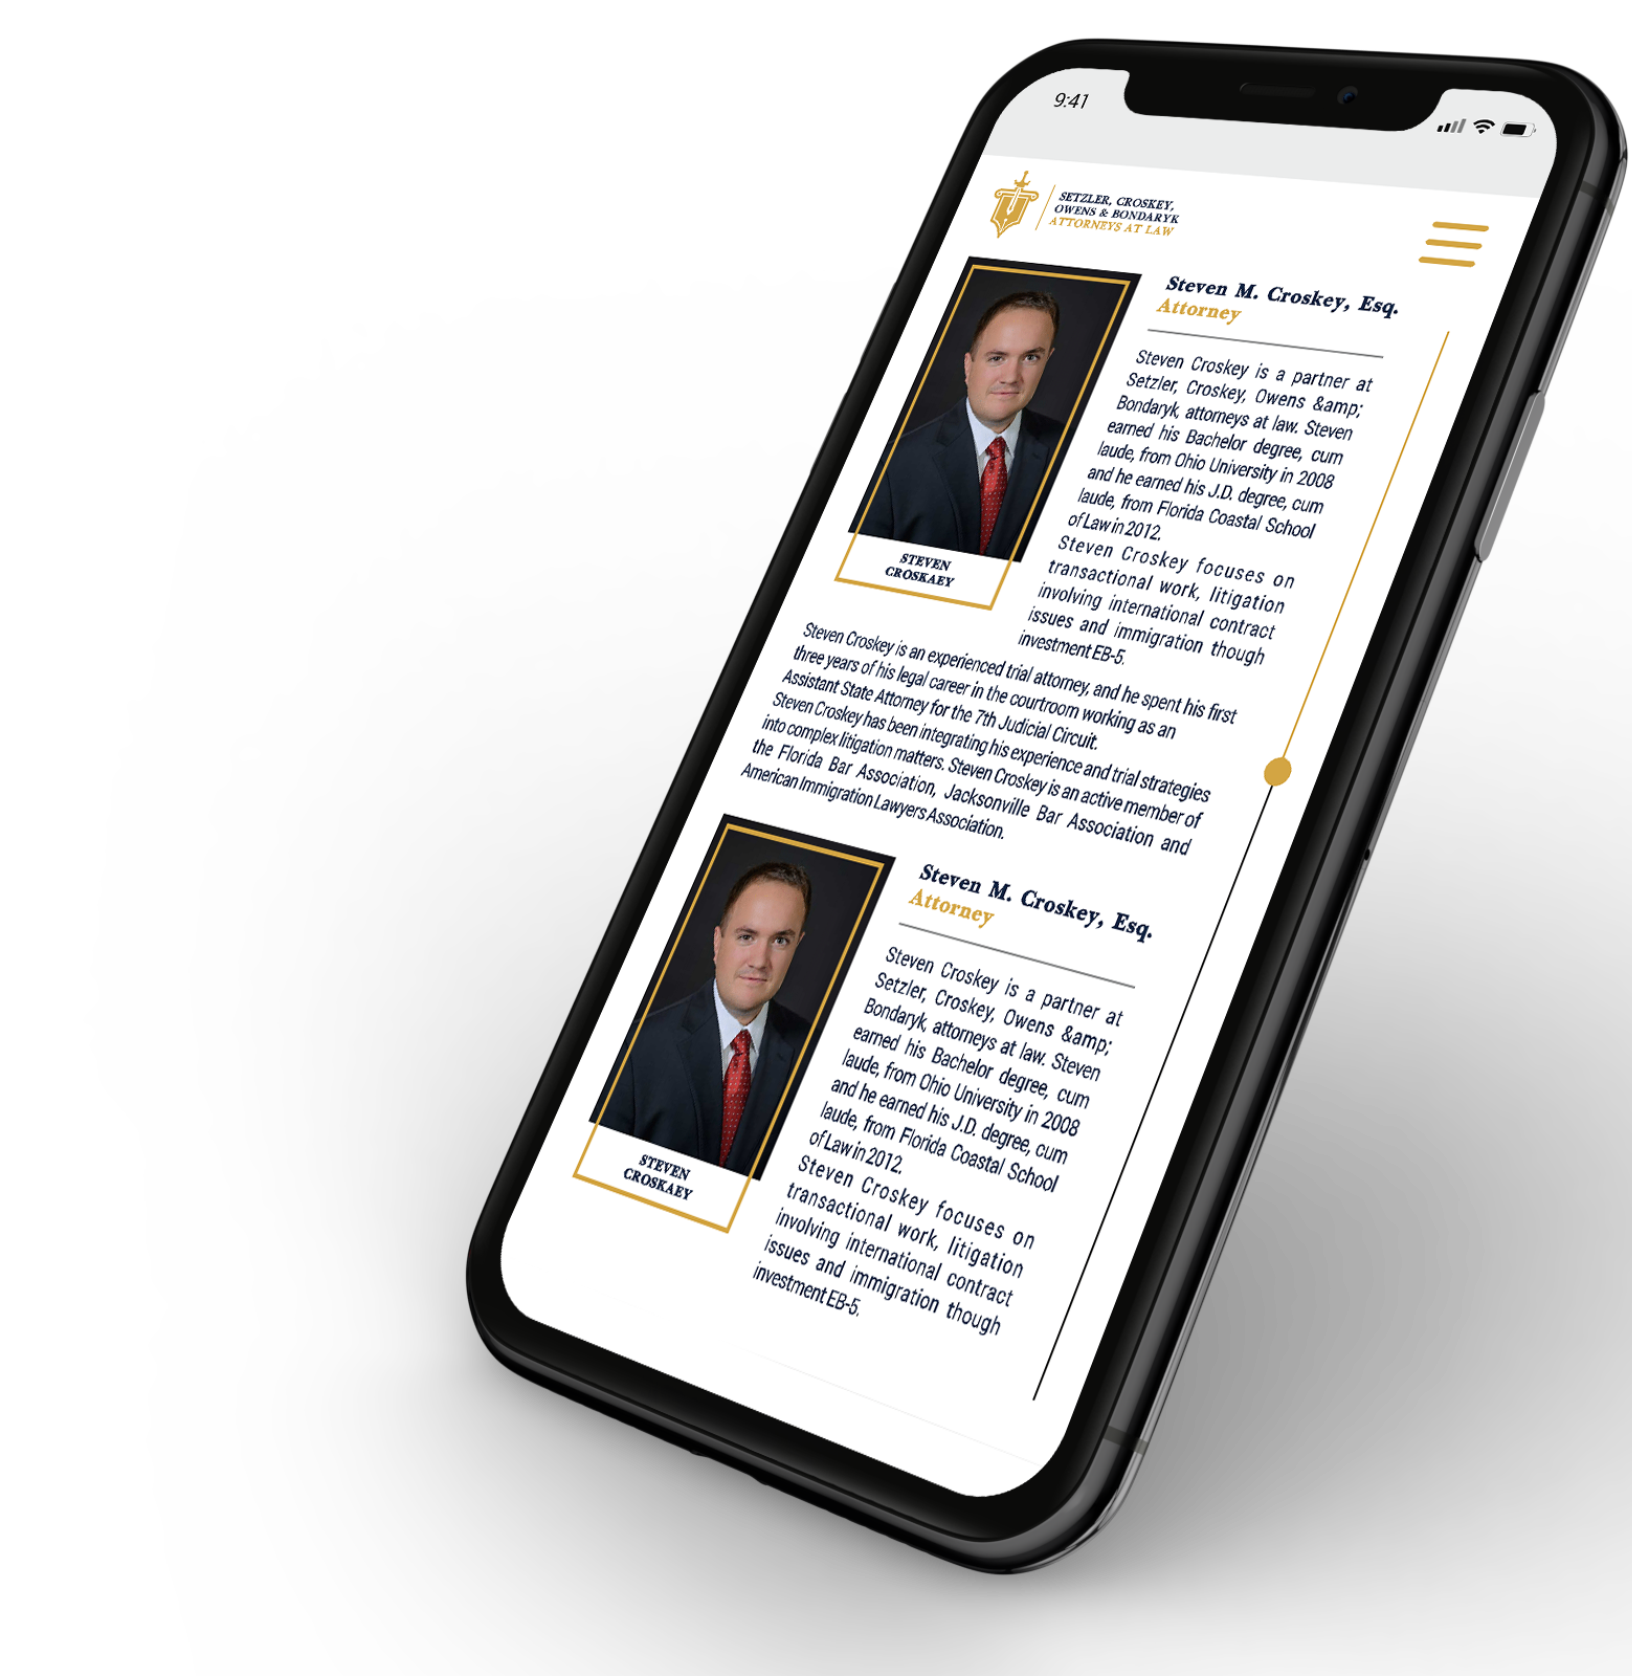 9:41
SETZLER, CROSKEY,
OWENS & BONDARYK
ATTORNEYS AT LAW
Steven M. Croskey, Esq.
Attorney
Steven Croskey is a partner at
Setzler, Croskey, Owens &amp;
Bondaryk, attorneys at law. Steven
earned his Bachelor degree, cum
laude, from Ohio University in 2008
and he earned his J.D. degree, cum
laude, from Florida Coastal School
of Law in 2012.
Steven Croskey focuses on
transactional work, litigation
involving international contract
issues and immigration though
investment EB-5.
STEVEN
CROSKAEY
Steven Croskey is an experienced trial attorney, and he spent his first
three years of his legal career in the courtroom working as an
Assistant State Attorney for the 7th Judicial Circuit.
Steven Croskey has been integrating his experience and trial strategies
into complex litigation matters. Steven Croskey is an active member of
the Florida Bar Association, Jacksonville Bar Association and
American Immigration Lawyers Association.
Steven M. Croskey, Esq.
Attorney
Steven Croskey is a partner at
Setzler, Croskey, Owens &amp;
Bondaryk, attorneys at law. Steven
earned his Bachelor degree, cum
laude, from Ohio University in 2008
and he earned his J.D. degree, cum
laude, from Florida Coastal School
of Law in 2012.
Steven Croskey focuses on
transactional work, litigation
involving international contract
issues and immigration though
investment EB-5.
STEVEN
CROSKAEY